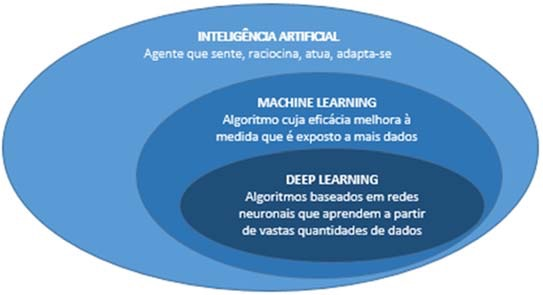 INTELIGÊNCIA ARTIFICIAL
Agente que sente, raciocina, atua, adapta-se
MACHINE LEARNING
Algoritmo cuja eficácia melhora à
medida que é exposto a mais dados
DEEP LEARNING
Algoritmos baseados em redes
neuronais que aprendem a partir
de vastas quantidades de dados